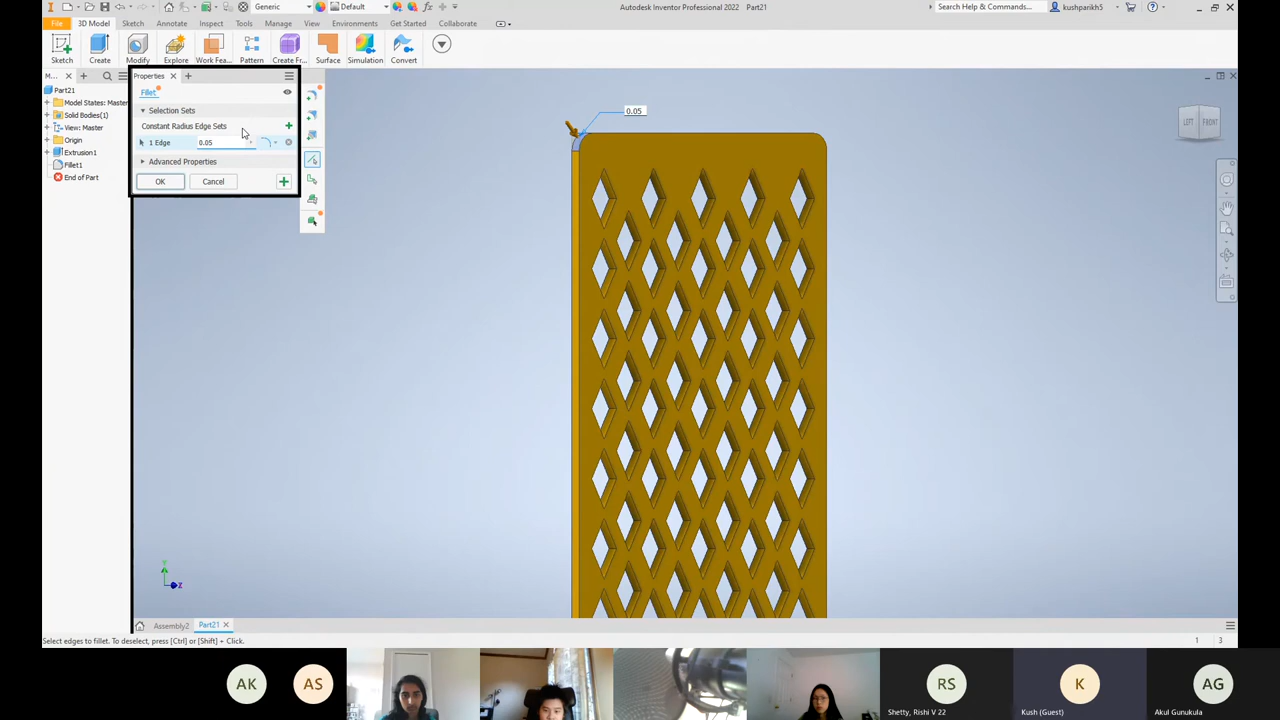 Autodesk Inventor Professional 2022 Part21
Generic
Default
Search Help & Commands...
kushparikh5
File 3D Model Sketch Annotate Inspect Tools Manage View Environments Get Started Collaborate
Sketch Create Modify Explore Work Fea... Pattern Create Fr... Surface Simulation Convert
M...
Properties
Part21
Model States: Master
Solid Bodies(1)
View: Master
Origin
Extrusion1
Fillet1
End of Part
Fillet
Selection Sets
Constant Radius Edge Sets
1 Edge 0.05
Advanced Properties
OK Cancel
0.05
LEFT FRONT
Assembly2 Part21
Select edges to fillet. To deselect, press [Ctrl] or [Shift] + Click.
1 3
AK AS RS K AG
Shetty, Rishi V 22 Kush (Guest) Akul Gunukula